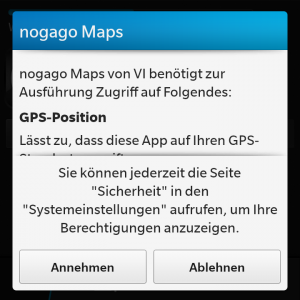 nogago Maps
nogago Maps von VI benötigt zur
Ausführung Zugriff auf Folgendes:
GPS-Position
Lässt zu, dass diese App auf Ihren GPS-
Sie können jederzeit die Seite
"Sicherheit" in den
"Systemeinstellungen" aufrufen, um Ihre
Berechtigungen anzuzeigen.
Annehmen
Ablehnen